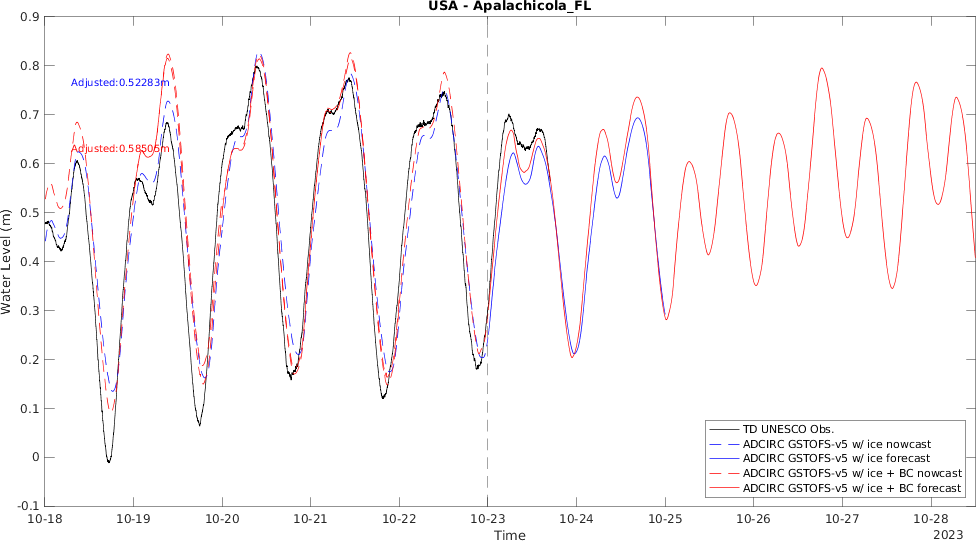 USA - Apalachicola_FL
0.9
0.8
0.7
0.6
0.5
0.4
0.3
0.2
0.1
0
-0.1
Water Level (m)
Adjusted:0.52283m
Adjusted:0.58505m
TD UNESCO Obs.
ADCIRC GSTOFS-v5 w/ ice nowcast
ADCIRC GSTOFS-v5 w/ ice forecast
ADCIRC GSTOFS-v5 w/ ice + BC nowcast
ADCIRC GSTOFS-v5 w/ ice + BC forecast
10-18 10-19 10-20 10-21 10-22 10-23 10-24 10-25 10-26 10-27 10-28
Time
2023